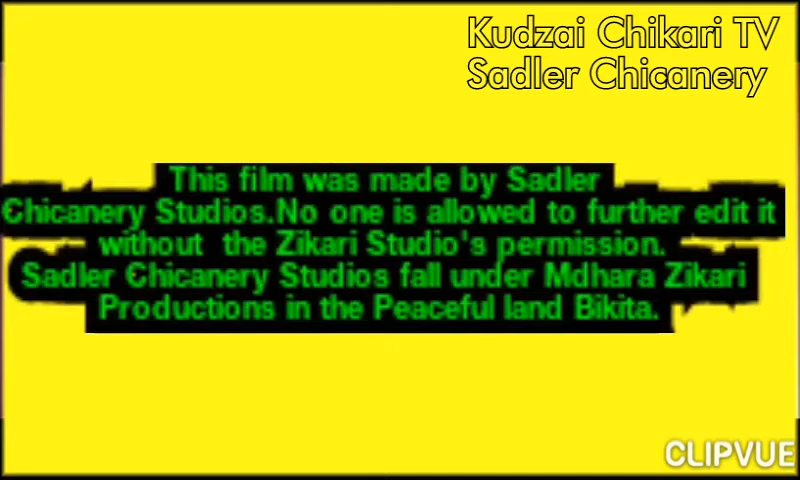 Kudzai Chikari TV
Sadler Chicanery
This film was made by Sadler
Chicanery Studios.No one is allowed to further edit it
without the Zikari Studio's permission.
Sadler Chicanery Studios fall under Mdhara Zikari
Productions in the Peaceful land Bikita.
CLIPVUE